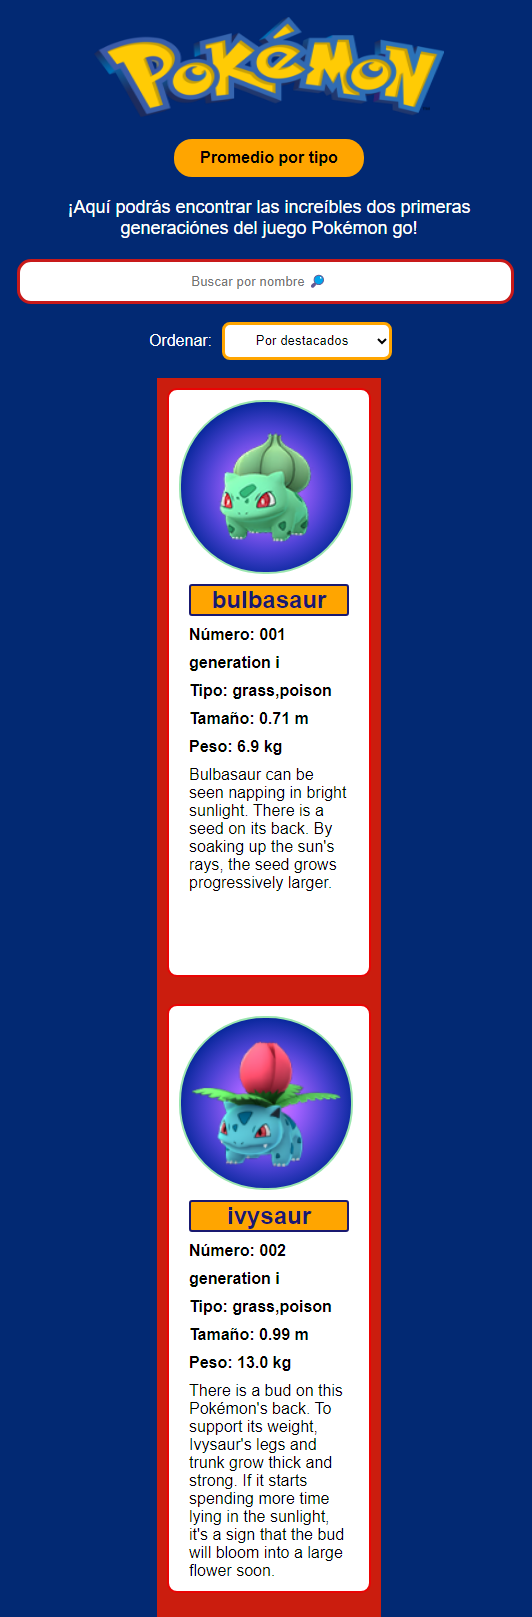 POKéMON
Promedio por tipo
¡Aquí podrás encontrar las increíbles dos primeras
generaciónes del juego Pokémon go!
Buscar por nombre 🔎
Ordenar:
Por destacados
bulbasaur
Número: 001
generation i
Tipo: grass,poison
Tamaño: 0.71 m
Peso: 6.9 kg
Bulbasaur can be
seen napping in bright
sunlight. There is a
seed on its back. By
soaking up the sun's
rays, the seed grows
progressively larger.
ivysaur
Número: 002
generation i
Tipo: grass,poison
Tamaño: 0.99 m
Peso: 13.0 kg
There is a bud on this
Pokémon's back. To
support its weight,
Ivysaur's legs and
trunk grow thick and
strong. If it starts
spending more time
lying in the sunlight,
it's a sign that the bud
will bloom into a large
flower soon.